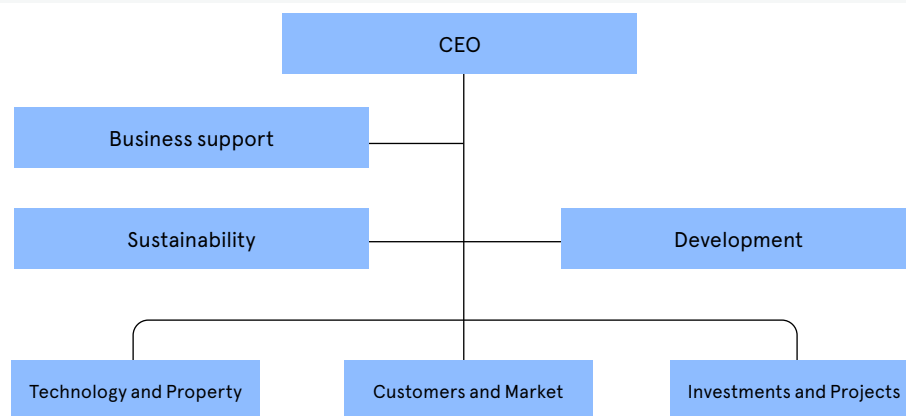 CEO
Business support
Sustainability
Development
Technology and Property
Customers and Market
Investments and Projects